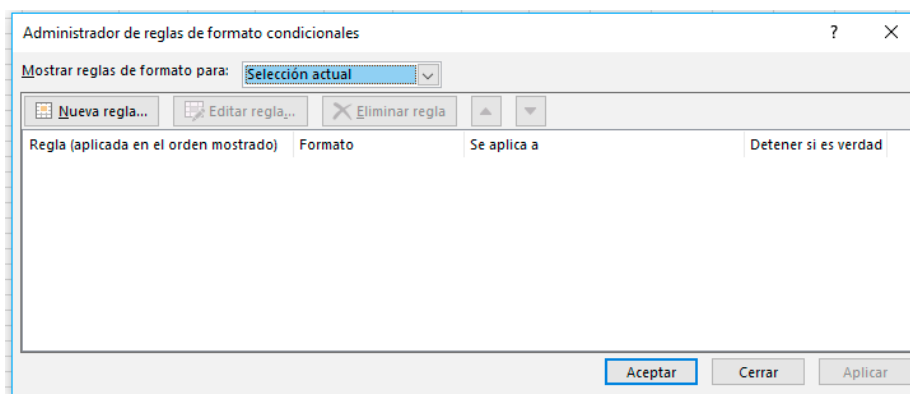 Administrador de reglas de formato condicionales ? ×
Mostrar reglas de formato para: Selección actual
Nueva regla... Editar regla... Eliminar regla
Regla (aplicada en el orden mostrado) Formato Se aplica a Detener si es verdad
Aceptar Cerrar Aplicar